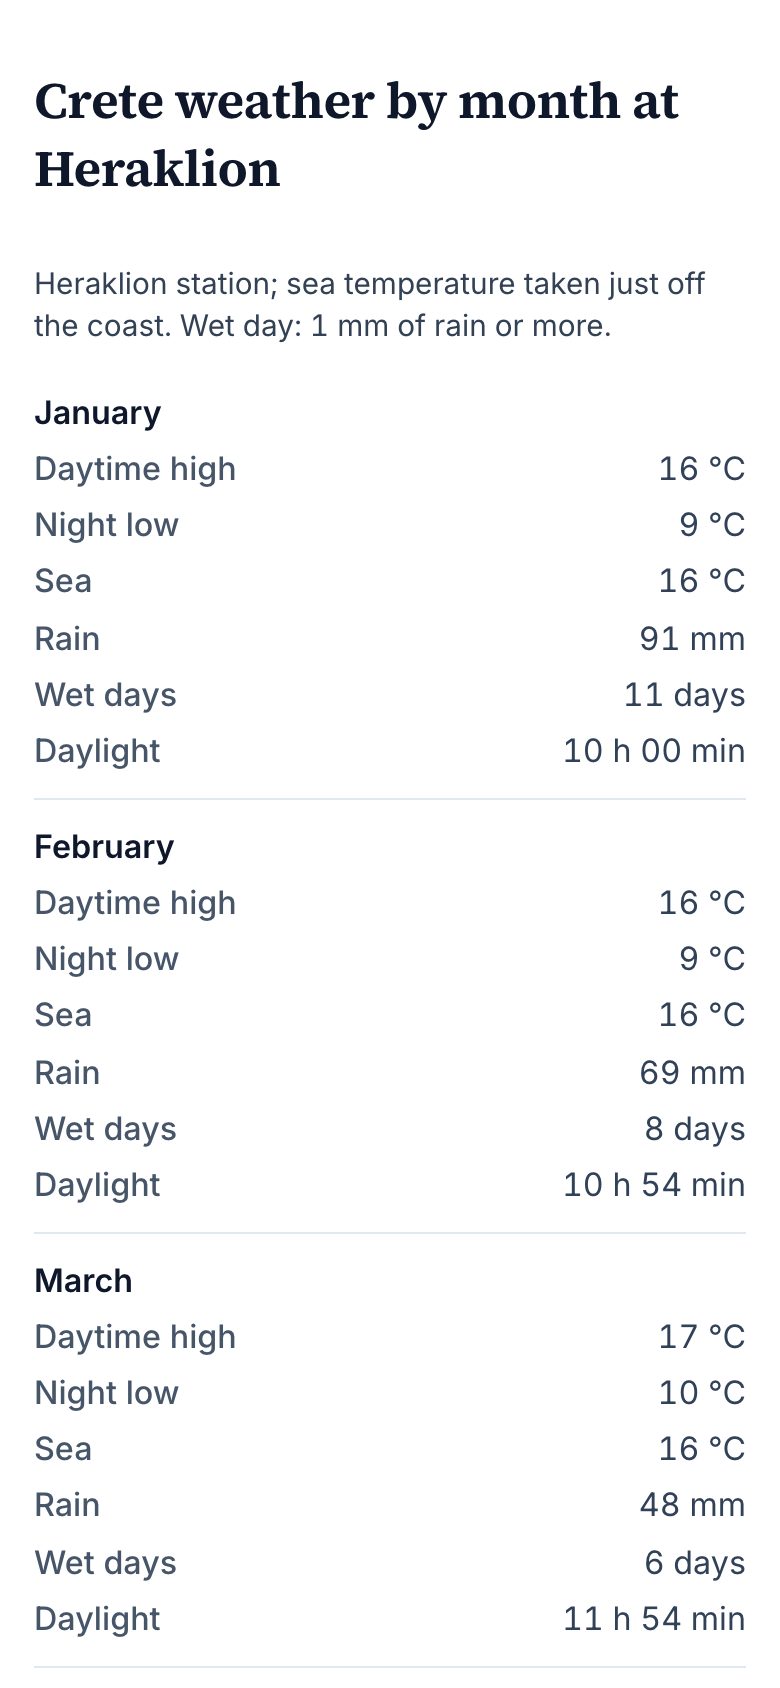 Crete weather by month at
Heraklion
Heraklion station; sea temperature taken just off
the coast. Wet day: 1 mm of rain or more.
January
Daytime high 16 °C
Night low 9 °C
Sea 16 °C
Rain 91 mm
Wet days 11 days
Daylight 10 h 00 min
February
Daytime high 16 °C
Night low 9 °C
Sea 16 °C
Rain 69 mm
Wet days 8 days
Daylight 10 h 54 min
March
Daytime high 17 °C
Night low 10 °C
Sea 16 °C
Rain 48 mm
Wet days 6 days
Daylight 11 h 54 min